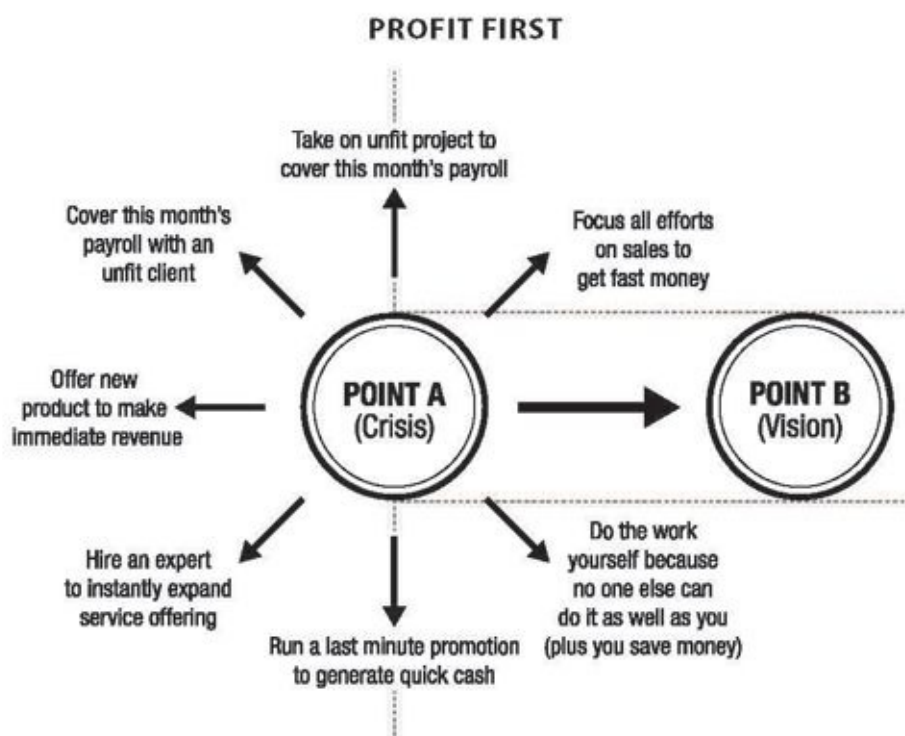 PROFIT FIRST
Take on unfit project to
cover this month's payroll
Cover this month's
payroll with an
unfit client
Focus all efforts
on sales to
get fast money
Offer new
product to make
immediate revenue
POINT A
(Crisis)
POINT B
(Vision)
Hire an expert
to instantly expand
service offering
Run a last minute promotion
to generate quick cash
Do the work
yourself because
no one else can
do it as well as you
(plus you save money)